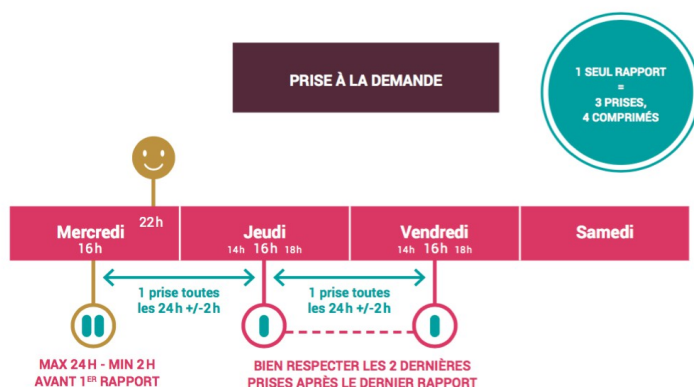 PRISE À LA DEMANDE
1 SEUL RAPPORT
=
3 PRISES,
4 COMPRIMÉS
22h
Mercredi
16h
Jeudi
14h 16h 18h
Vendredi
14h 16h 18h
Samedi
1 prise toutes
les 24h +/-2h
1 prise toutes
les 24h +/-2h
MAX 24H - MIN 2H
AVANT 1ER RAPPORT
BIEN RESPECTER LES 2 DERNIÈRES
PRISES APRÈS LE DERNIER RAPPORT